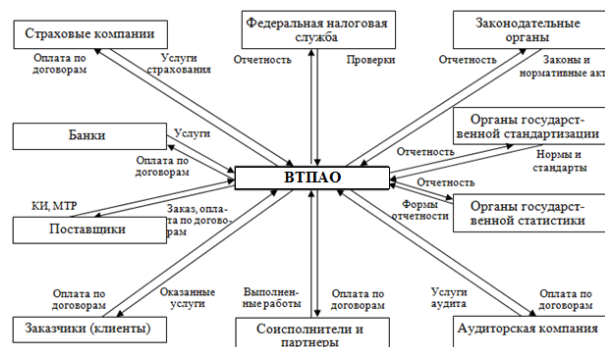 Страховые компании
Федеральная налоговая
служба
Законодательные
органы
Оплата по
договорам
Услуги
страхования
Отчетность
Проверки
Отчетность
Законы и
нормативные акт
Банки
Услуги
Оплата по
договорам
Органы государст-
венной стандартизации
Отчетность
Нормы и
стандарты
ВТПАО
КИ, МТР
Заказ, опла-
та по догово-
рам
Отчетность
Формы
отчетности
Поставщики
Органы государст-
венной статистики
Оплата по
договорам
Оказанные
услуги
Выполнен-
ные работы
Оплата по
договорам
Услуги
аудита
Оплата по
договорам
Заказчики (клиенты)
Соисполнители и
партнеры
Аудиторская компания